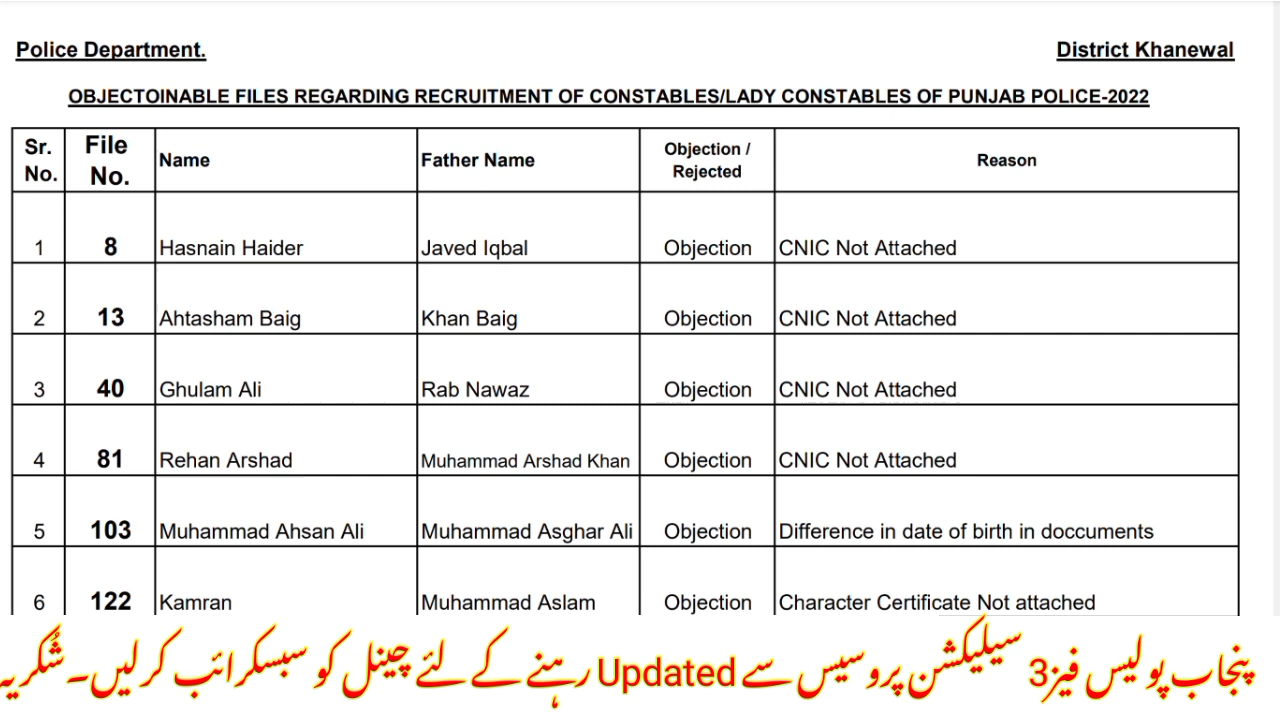 Police Department. District Khanewal
OBJECTOINABLE FILES REGARDING RECRUITMENT OF CONSTABLES/LADY CONSTABLES OF PUNJAB POLICE-2022
Sr. No. File No. Name Father Name Objection / Rejected Reason
1 8 Hasnain Haider Javed Iqbal Objection CNIC Not Attached
2 13 Ahtasham Baig Khan Baig Objection CNIC Not Attached
3 40 Ghulam Ali Rab Nawaz Objection CNIC Not Attached
4 81 Rehan Arshad Muhammad Arshad Khan Objection CNIC Not Attached
5 103 Muhammad Ahsan Ali Muhammad Asghar Ali Objection Difference in date of birth in doccuments
6 122 Kamran Muhammad Aslam Objection Character Certificate Not attached
پنجاب پولیس فیز3 سیلیکشن پروسیس سے Updated رہنے کے لئے چینل کو سبسکرائب کر لیں۔ شُکریہ